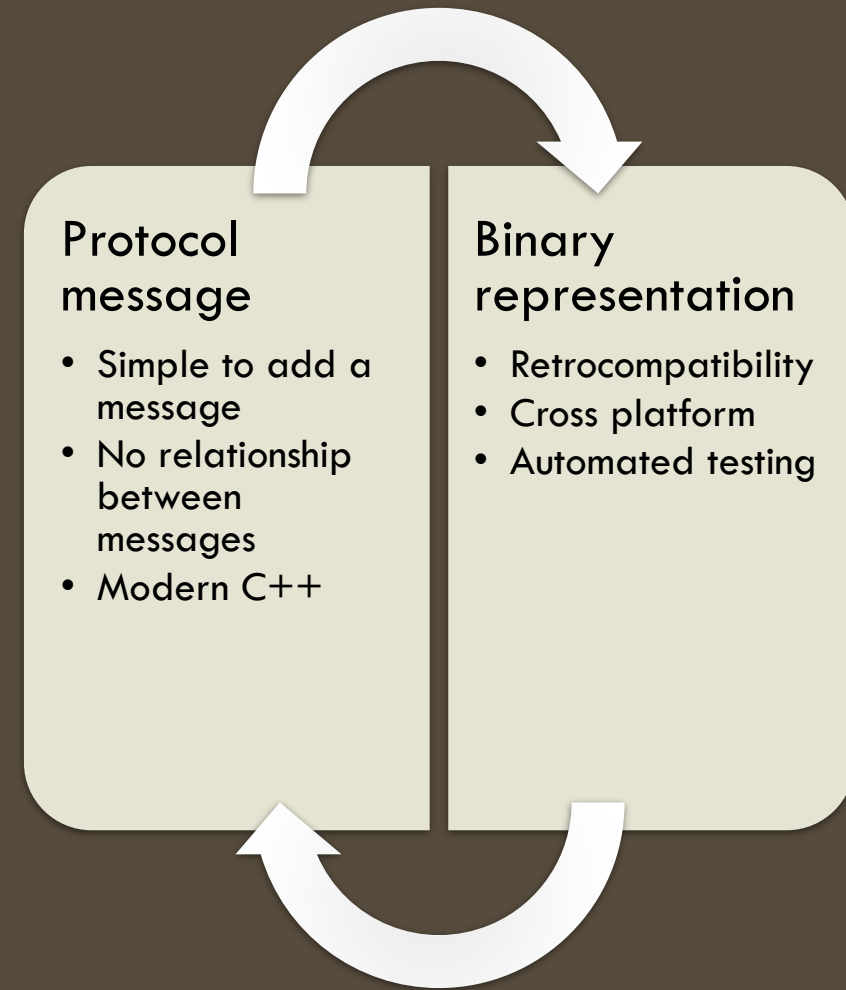 Protocol
message
• Simple to add a
message
• No relationship
between
messages
• Modern C++
Binary
representation
• Retrocompatibility
• Cross platform
• Automated testing